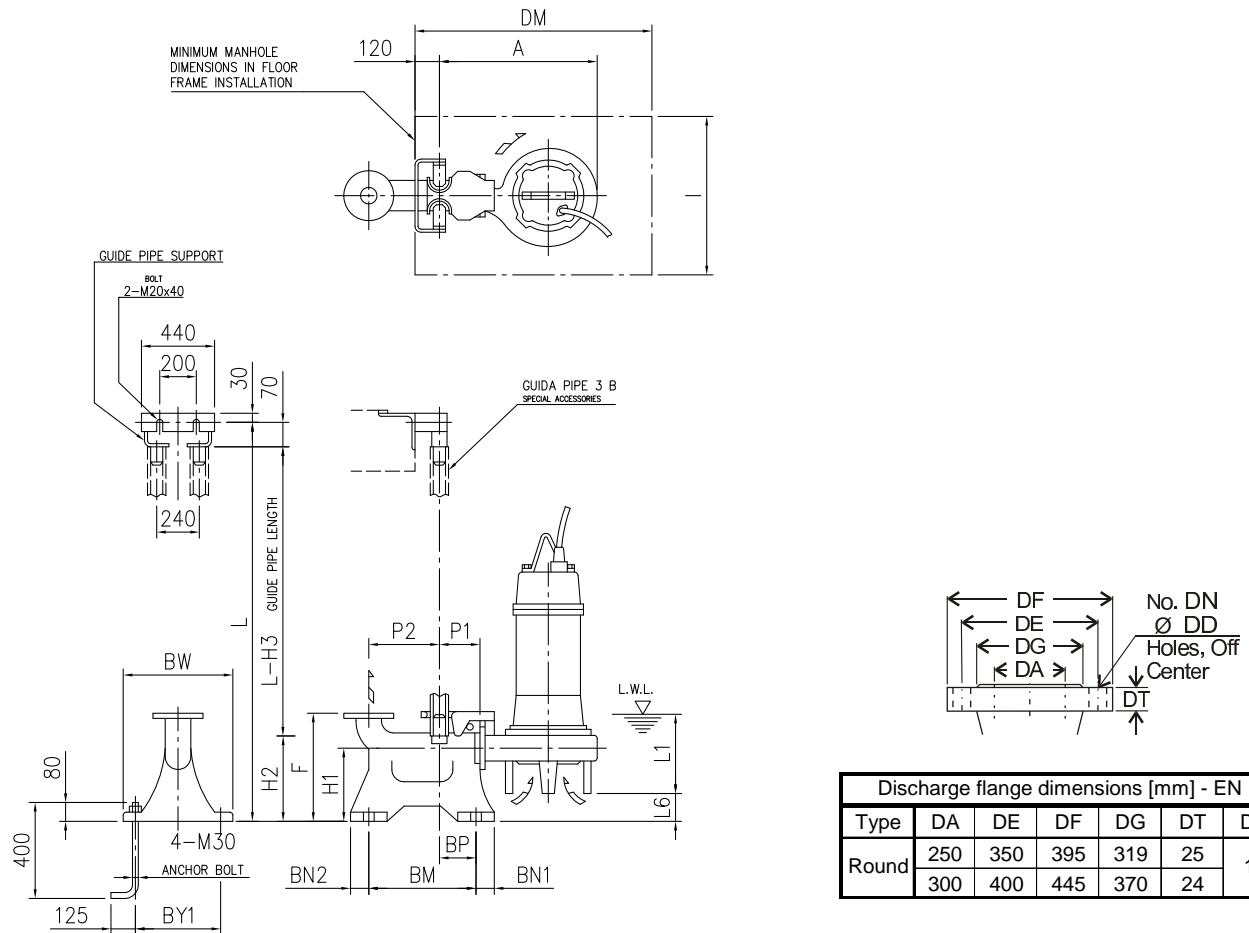 DM
120
A
MINIMUM MANHOLE
DIMENSIONS IN FLOOR
FRAME INSTALLATION
I
GUIDE PIPE SUPPORT
BOLT
2-M20x40
440
200
30
70
240
GUIDA PIPE 3 B
SPECIAL ACCESSORIES
L
L-H3 GUIDE PIPE LENGTH
P2
P1
L.W.L.
L1
L6
BW
H2
F
H1
80
400
4-M30
ANCHOR BOLT
125
BY1
BP
BN2
BM
BN1
DF
DE
DG
DA
DT
No. DN
Ø DD
Holes, Off
Center
Discharge flange dimensions [mm] - EN
Type DA DE DF DG DT
Round 250 350 395 319 25
300 400 445 370 24